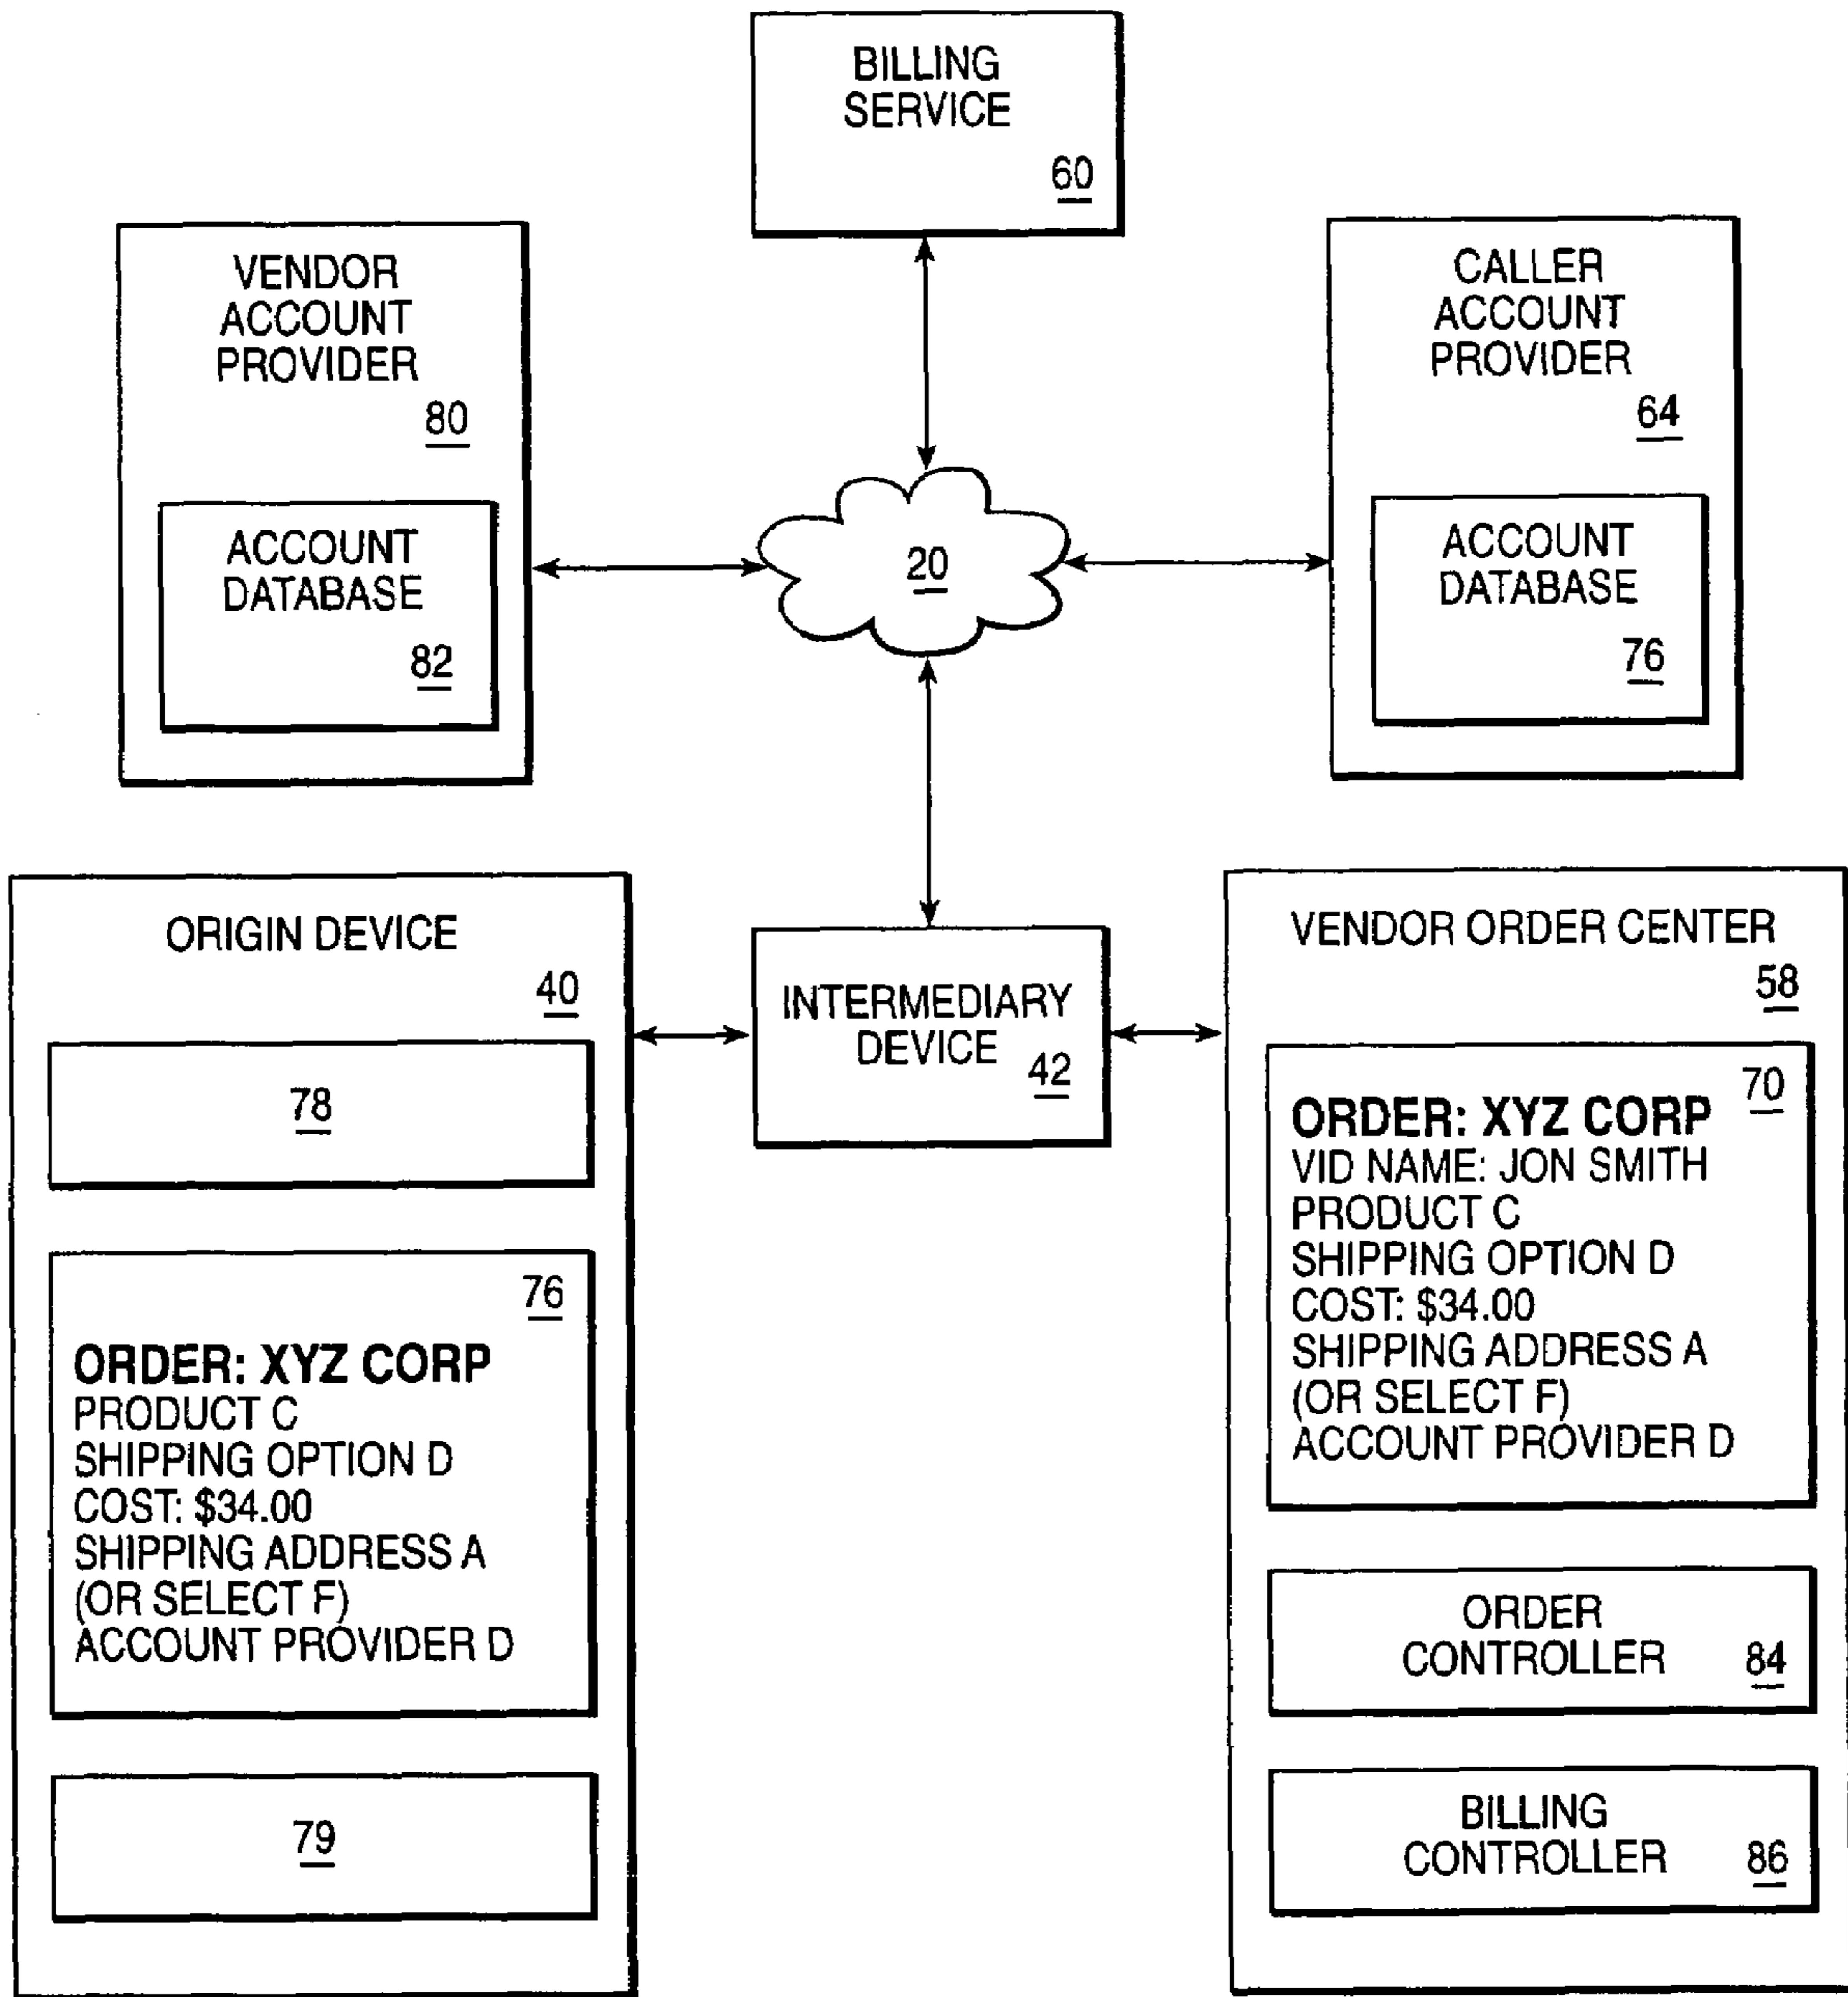 BILLING
SERVICE
60
VENDOR
ACCOUNT
PROVIDER
80
ACCOUNT
DATABASE
82
20
CALLER
ACCOUNT
PROVIDER
64
ACCOUNT
DATABASE
76
ORIGIN DEVICE
40
78
76
ORDER: XYZ CORP
PRODUCT C
SHIPPING OPTION D
COST: $34.00
SHIPPING ADDRESS A
(OR SELECT F)
ACCOUNT PROVIDER D
79
INTERMEDIARY
DEVICE
42
VENDOR ORDER CENTER
58
70
ORDER: XYZ CORP
VID NAME: JON SMITH
PRODUCT C
SHIPPING OPTION D
COST: $34.00
SHIPPING ADDRESS A
(OR SELECT F)
ACCOUNT PROVIDER D
ORDER
CONTROLLER
84
BILLING
CONTROLLER
86